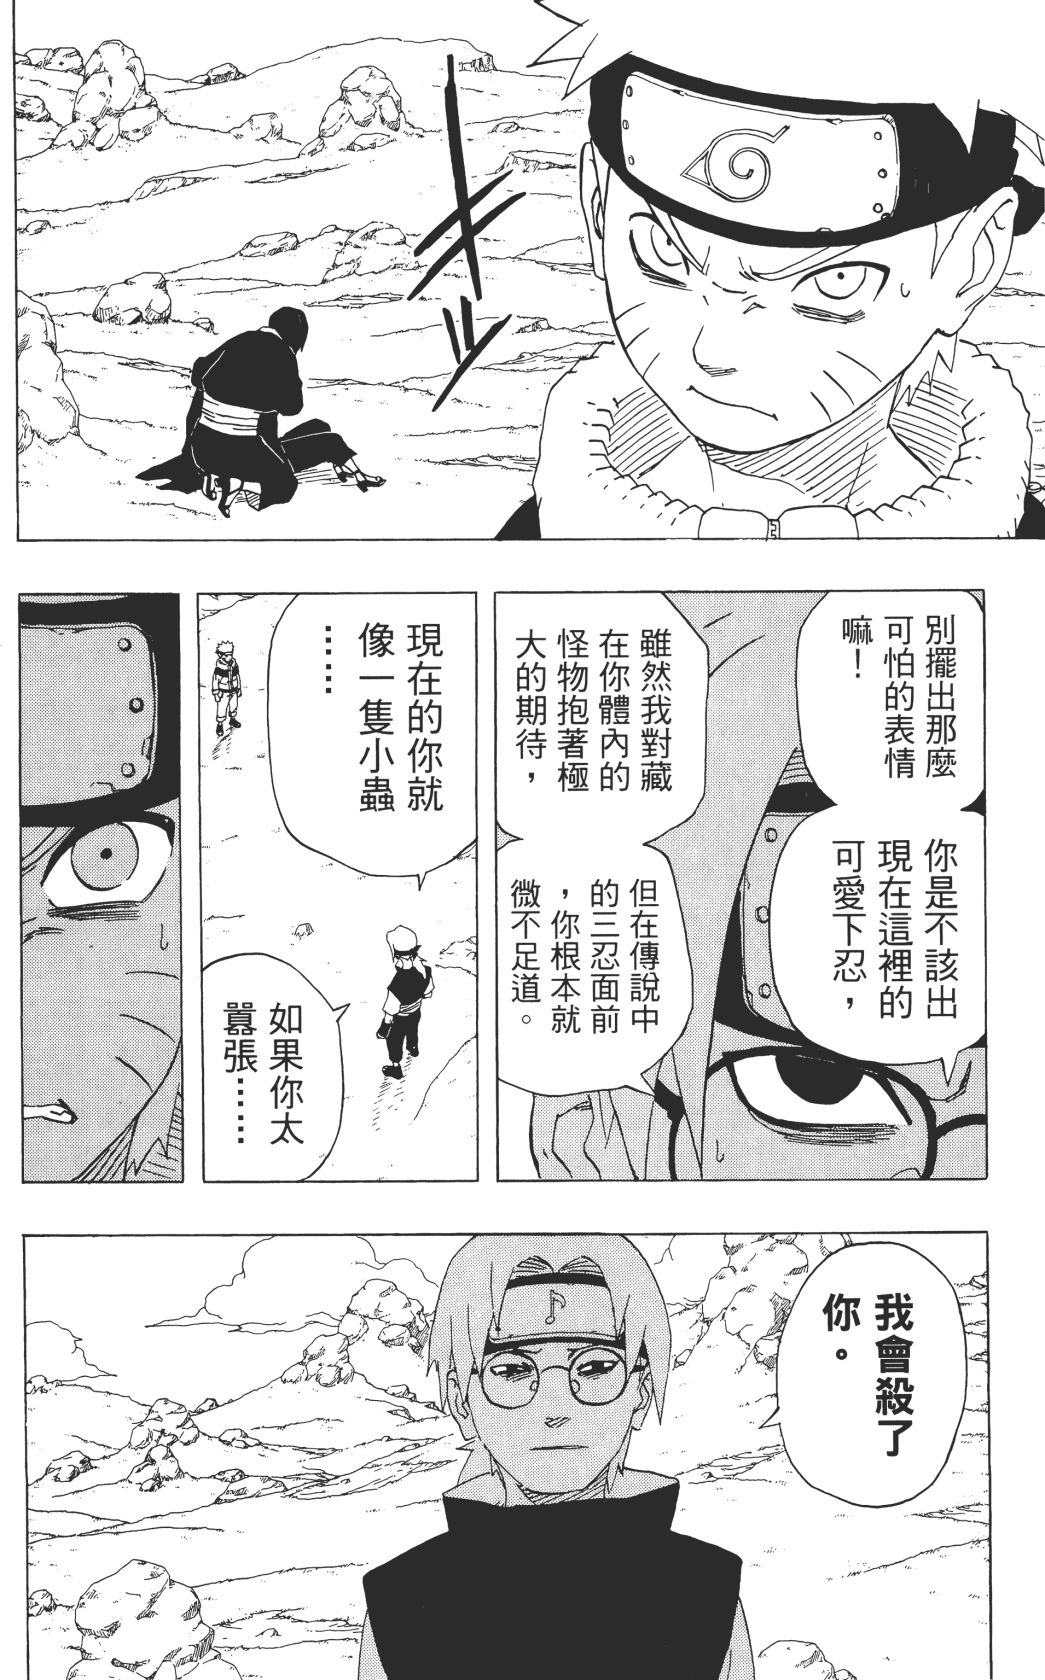 キッ
別擺出那麼
可怕的表情
嘛！
你是不該出
現在這裡的
可愛下忍，
雖然我對藏
在你體內的
怪物抱著極
大的期待，
但在傳說中
的三忍面前
，你根本就
微不足道。
現在的你就
像一隻小蟲
……
如果你太
囂張……
我會殺了
你。